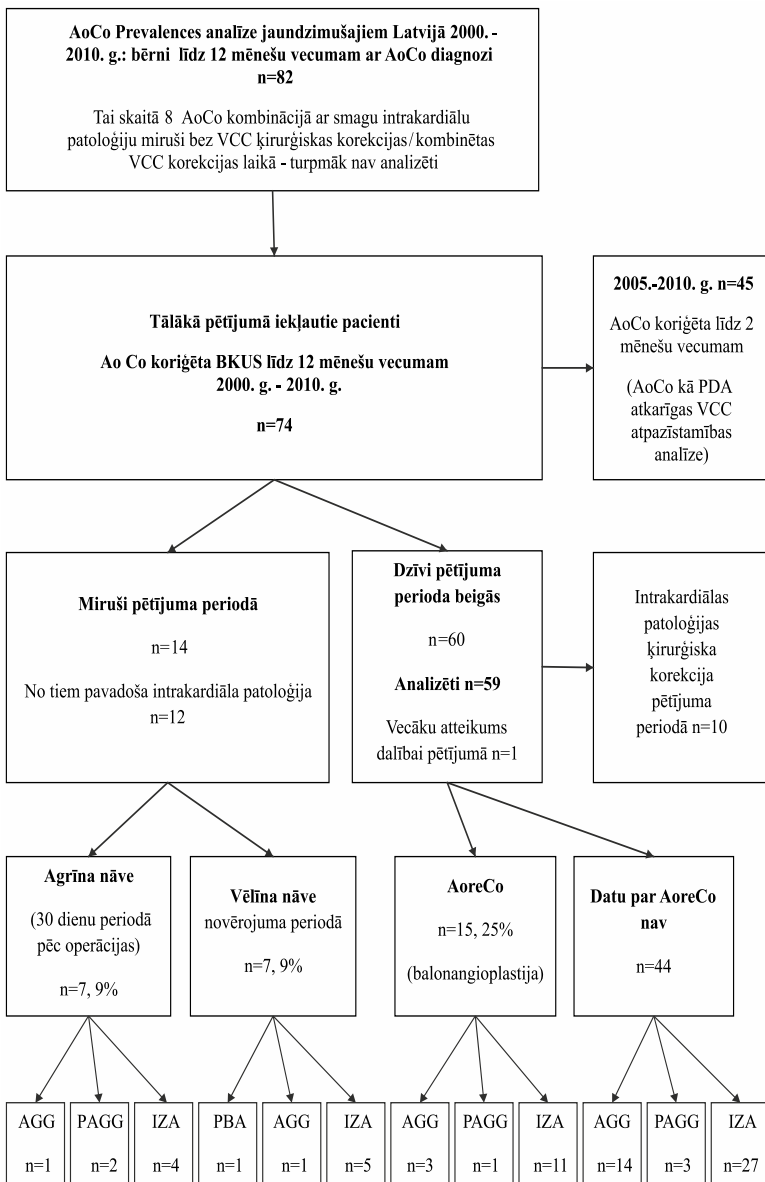 AoCo Prevalences analīze jaundzimušajiem Latvijā 2000. -
2010. g.: bērni līdz 12 mēnešu vecumam ar AoCo diagnozi
n=82
Tai skaitā 8 AoCo kombinācijā ar smagu intrakardiālu
patoloģiju miruši bez VCC ķirurģiskas korekcijas/kombinētas
VCC korekcijas laikā - turpmāk nav analizēti
Tālākā pētījumā iekļautie pacienti
Ao Co koriģēta BKUS līdz 12 mēnešu vecumam
2000. g. - 2010. g.
n=74
2005.-2010. g. n=45
AoCo koriģēta līdz 2
mēnešu vecumam
(AoCo kā PDA
atkarīgas VCC
atpazīstamības
analīze)
Miruši pētījuma periodā
n=14
No tiem pavadoša intrakardiāla patoloģija
n=12
Dzīvi pētījuma
perioda beigās
n=60
Analizēti n=59
Vecāku atteikums
dalībai pētījumā n=1
Intrakardiālas
patoloģijas
ķirurģiska
korekcija
pētījuma
periodā n=10
Agrīna nāve
(30 dienu periodā
pēc operācijas)
n=7, 9%
Vēlīna nāve
novērojuma periodā
n=7, 9%
AoreCo
n=15, 25%
(balonangioplastija)
Datu par AoreCo
nav
n=44
AGG
n=1
PAGG
n=2
IZA
n=4
PBA
n=1
AGG
n=1
IZA
n=5
AGG
n=3
PAGG
n=1
IZA
n=11
AGG
n=14
PAGG
n=3
IZA
n=27